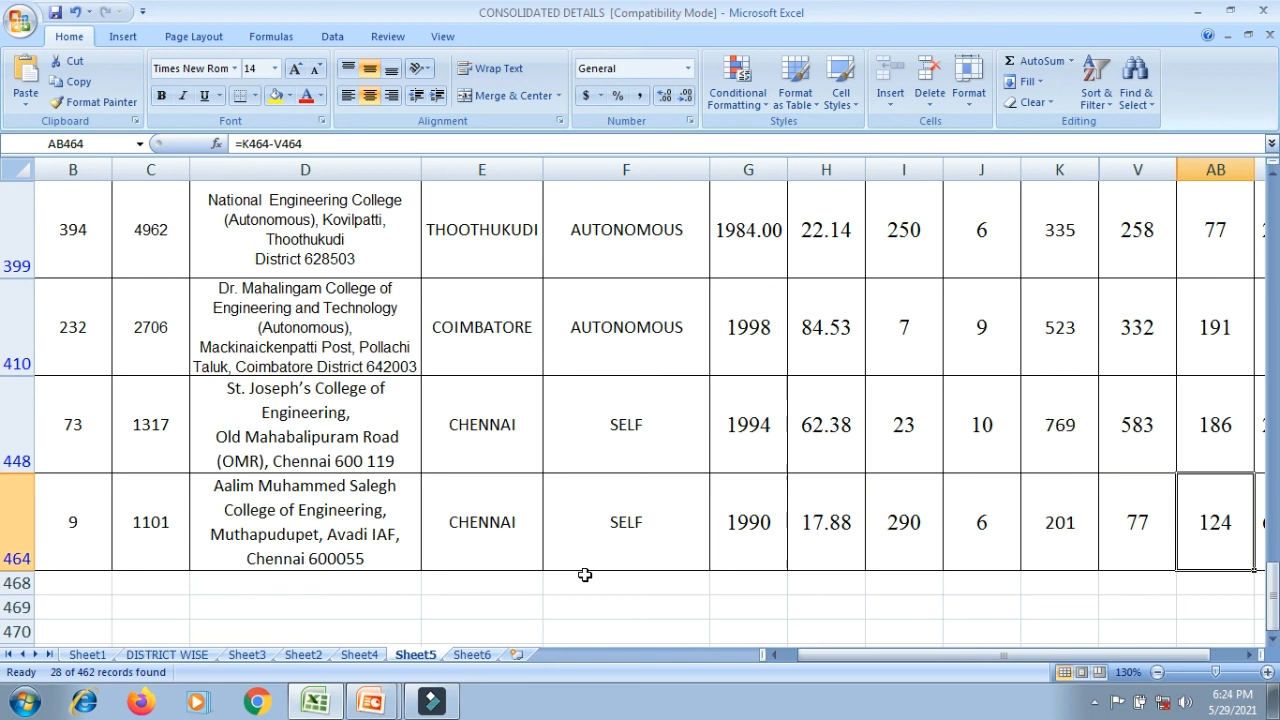 CONSOLIDATED DETAILS [Compatibility Mode] - Microsoft Excel
Home Insert Page Layout Formulas Data Review View
Paste
Cut
Copy
Format Painter
Clipboard
Times New Rom 14
B I U
Font
Wrap Text
Merge & Center
Alignment
General
$ % ,
Number
Conditional Formatting
Format as Table
Cell Styles
Styles
Insert
Delete
Format
Cells
AutoSum
Fill
Clear
Sort & Filter
Find & Select
Editing
AB464 fx =K464-V464
B C D E F G H I J K V AB
399 394 4962 National Engineering College
(Autonomous), Kovilpatti,
Thoothukudi
District 628503
THOOTHUKUDI AUTONOMOUS 1984.00 22.14 250 6 335 258 77
410 232 2706 Dr. Mahalingam College of
Engineering and Technology
(Autonomous),
Mackinaickenpatti Post, Pollachi
Taluk, Coimbatore District 642003
COIMBATORE AUTONOMOUS 1998 84.53 7 9 523 332 191
448 73 1317 St. Joseph's College of
Engineering,
Old Mahabalipuram Road
(OMR), Chennai 600 119
CHENNAI SELF 1994 62.38 23 10 769 583 186
464 9 1101 Aalim Muhammed Salegh
College of Engineering,
Muthapudupet, Avadi IAF,
Chennai 600055
CHENNAI SELF 1990 17.88 290 6 201 77 124
468
469
470
Sheet1 DISTRICT WISE Sheet3 Sheet2 Sheet4 Sheet5 Sheet6
Ready 28 of 462 records found 130%
6:24 PM
5/29/2021